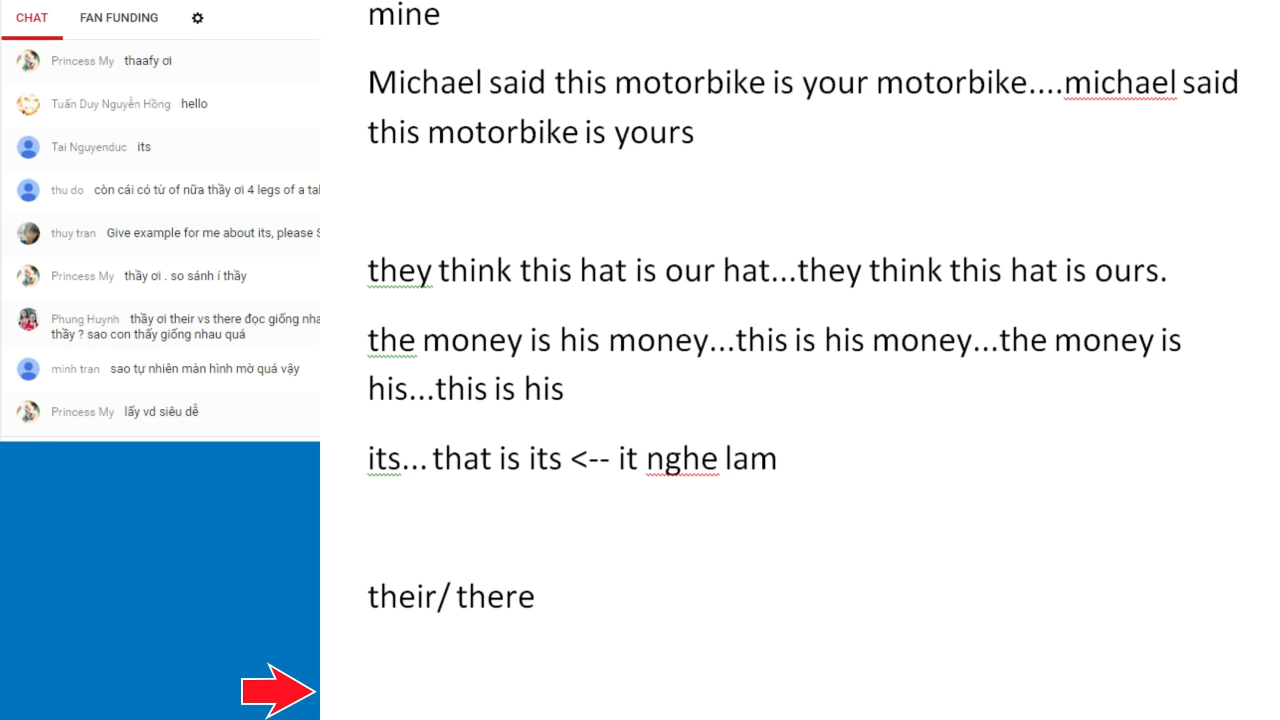 CHAT FAN FUNDING
Princess My thaafy ơi
Tuấn Duy Nguyễn Hồng hello
Tai Nguyenduc its
thu do còn cái có từ of nữa thầy ơi 4 legs of a
thuy tran Give example for me about its, please
Princess My thầy ơi . so sánh í thầy
Phung Huynh thầy ơi their vs there đọc giống
thầy ? sao con thấy giống nhau quá
minh tran sao tự nhiên màn hình mờ quá vậy
Princess My lấy vd siêu dễ
mine
Michael said this motorbike is your motorbike....michael said
this motorbike is yours
they think this hat is our hat...they think this hat is ours.
the money is his money...this is his money...the money is
his...this is his
its... that is its <-- it nghe lam
their/ there